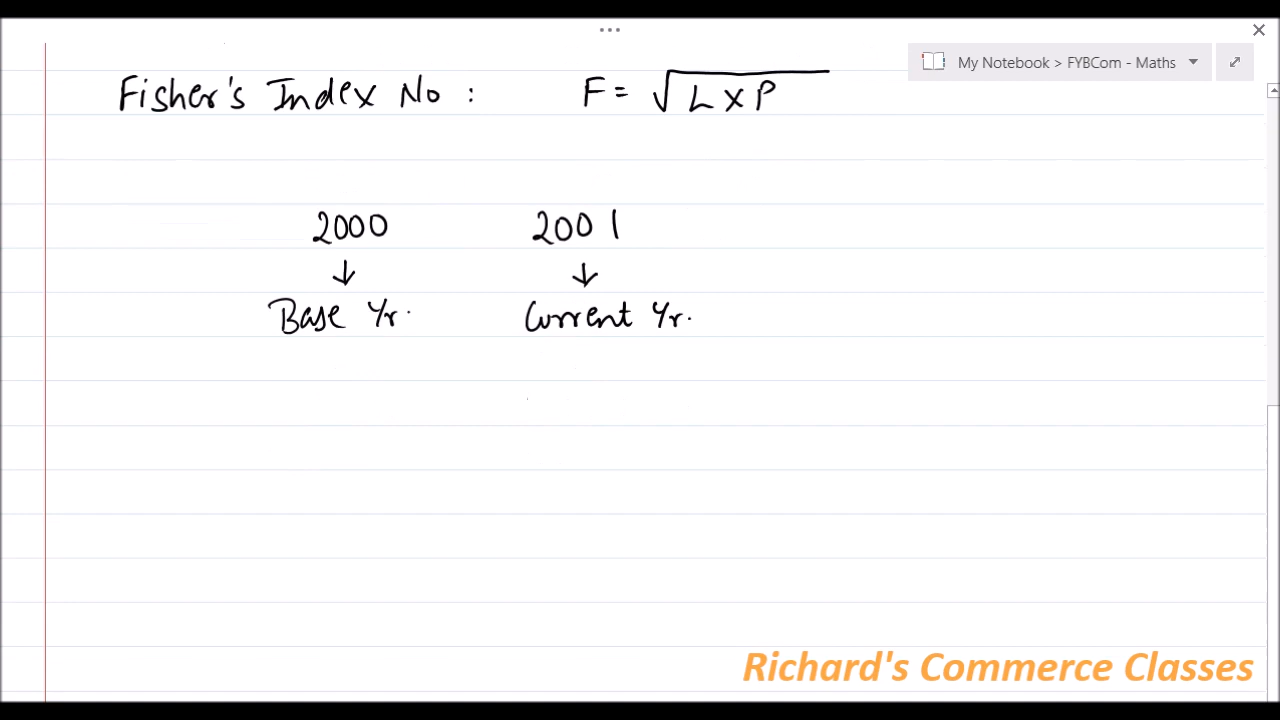 My Notebook > FYBCom - Maths
Fisher's Index No : F = √L X P
2000 2001
↓ ↓
Base Yr. Current Yr.
Richard's Commerce Classes